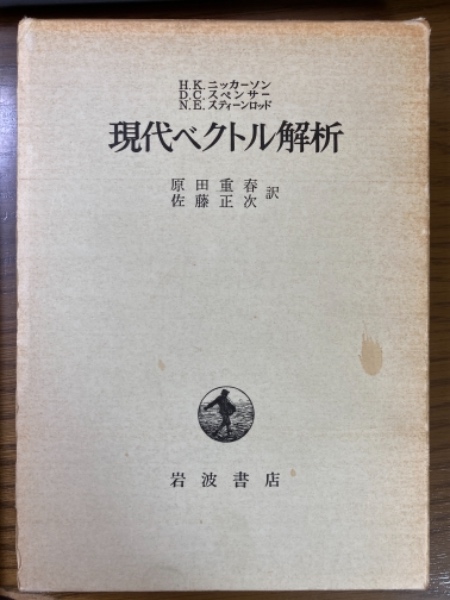 H.K.ニッカーソン
D.C.スペンサー
N.E.スティーンロッド
現代ベクトル解析
原田重春
佐藤正次 訳
岩波書店